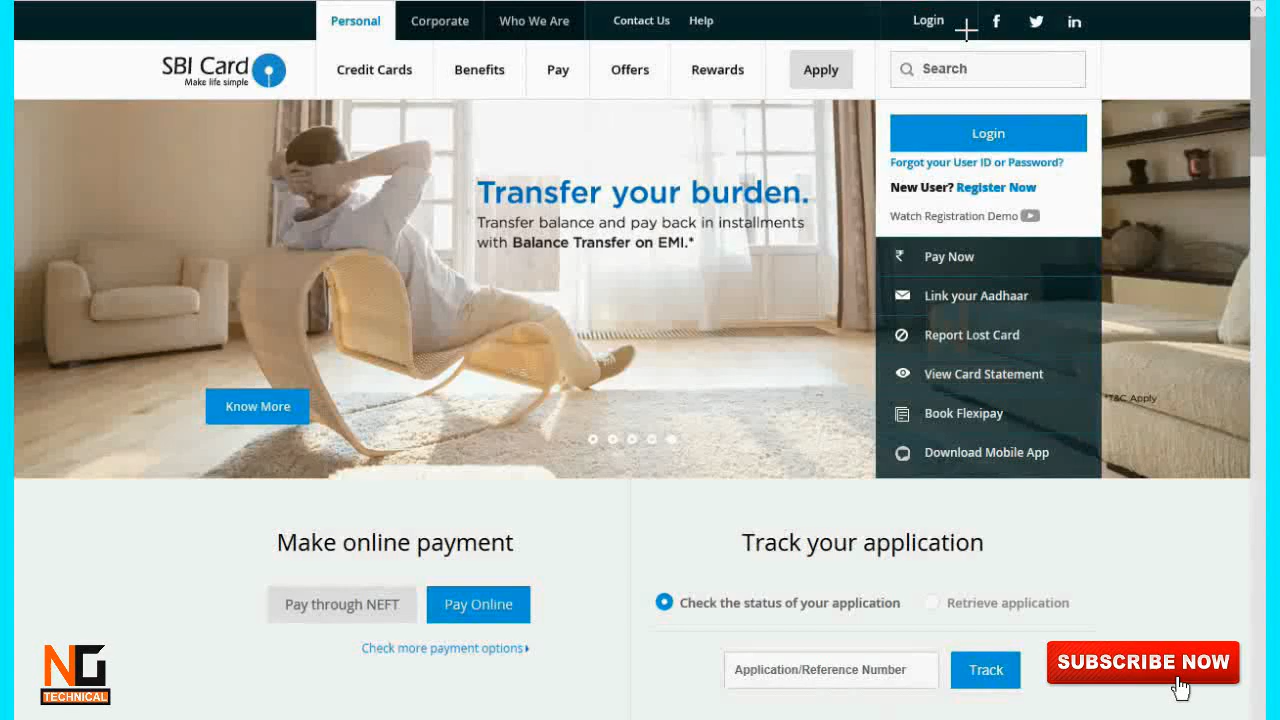 Personal
Corporate
Who We Are
Contact Us
Help
Login
f
in
SBI Card
Make life simple
Credit Cards
Benefits
Pay
Offers
Rewards
Apply
Search
Login
Forgot your User ID or Password?
New User? Register Now
Watch Registration Demo
Transfer your burden.
Transfer balance and pay back in installments
with Balance Transfer on EMI.*
₹ Pay Now
Link your Aadhaar
Report Lost Card
View Card Statement
Book Flexipay
Download Mobile App
*T&C Apply
Know More
Make online payment
Pay through NEFT
Pay Online
Check more payment options
Track your application
Check the status of your application
Retrieve application
Application/Reference Number
Track
NG
TECHNICAL
SUBSCRIBE NOW